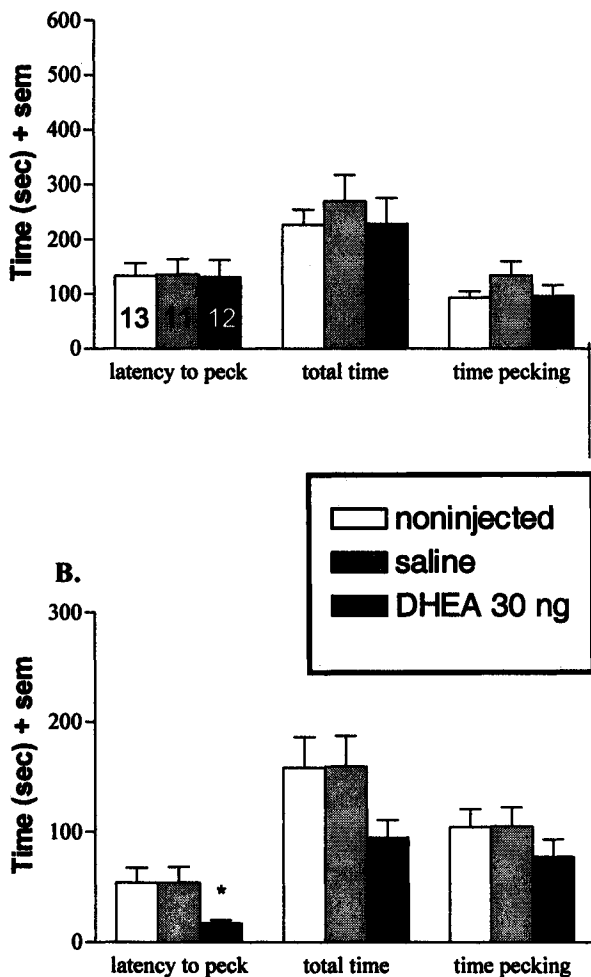 600
500
400
300
200
100
0
Time (sec) + sem
13 11 12
latency to peck total time time pecking
noninjected
saline
DHEA 30 ng
B.
300
200
100
0
Time (sec) + sem
*
latency to peck total time time pecking